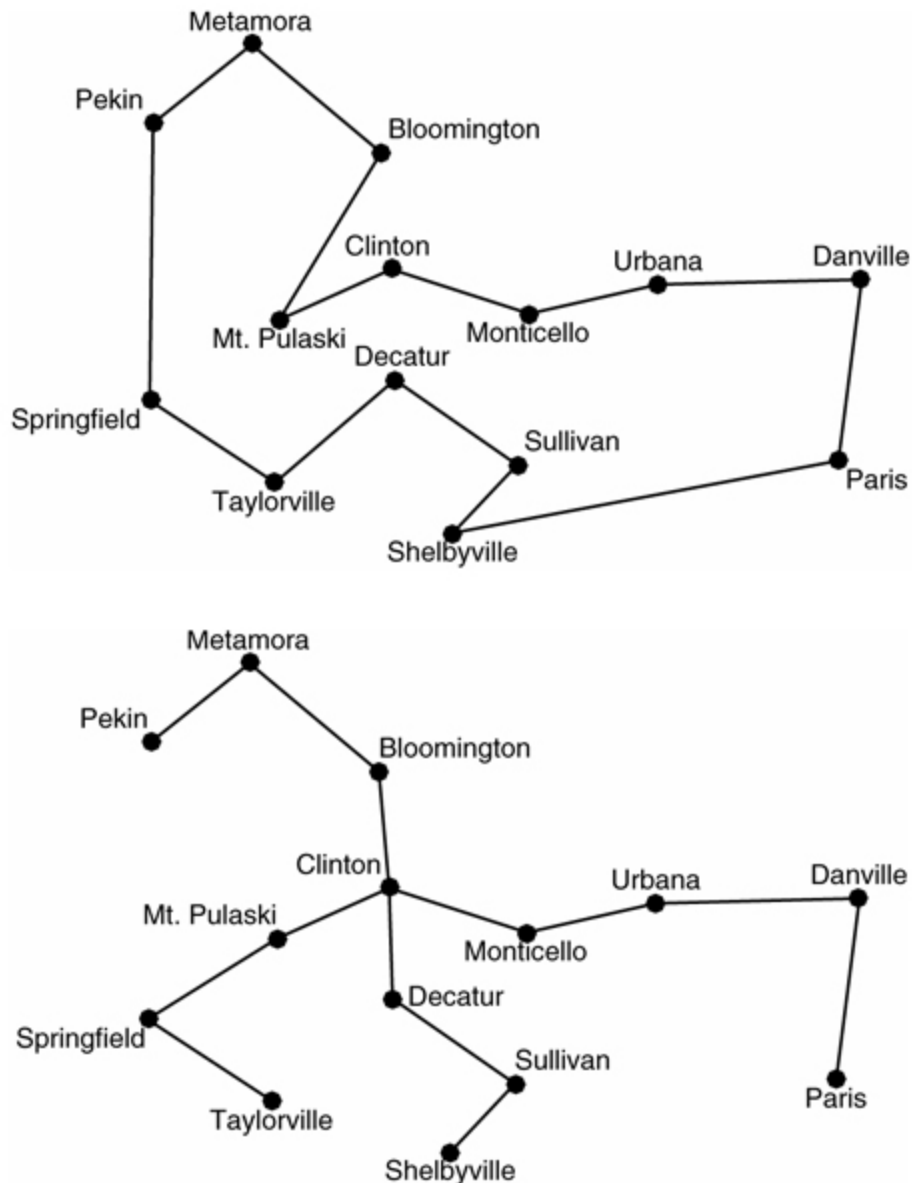 Metamora
Pekin
Bloomington
Clinton
Urbana
Danville
Mt. Pulaski
Monticello
Decatur
Springfield
Sullivan
Taylorville
Paris
Shelbyville
Metamora
Pekin
Bloomington
Clinton
Urbana
Danville
Mt. Pulaski
Monticello
Decatur
Springfield
Sullivan
Taylorville
Paris
Shelbyville